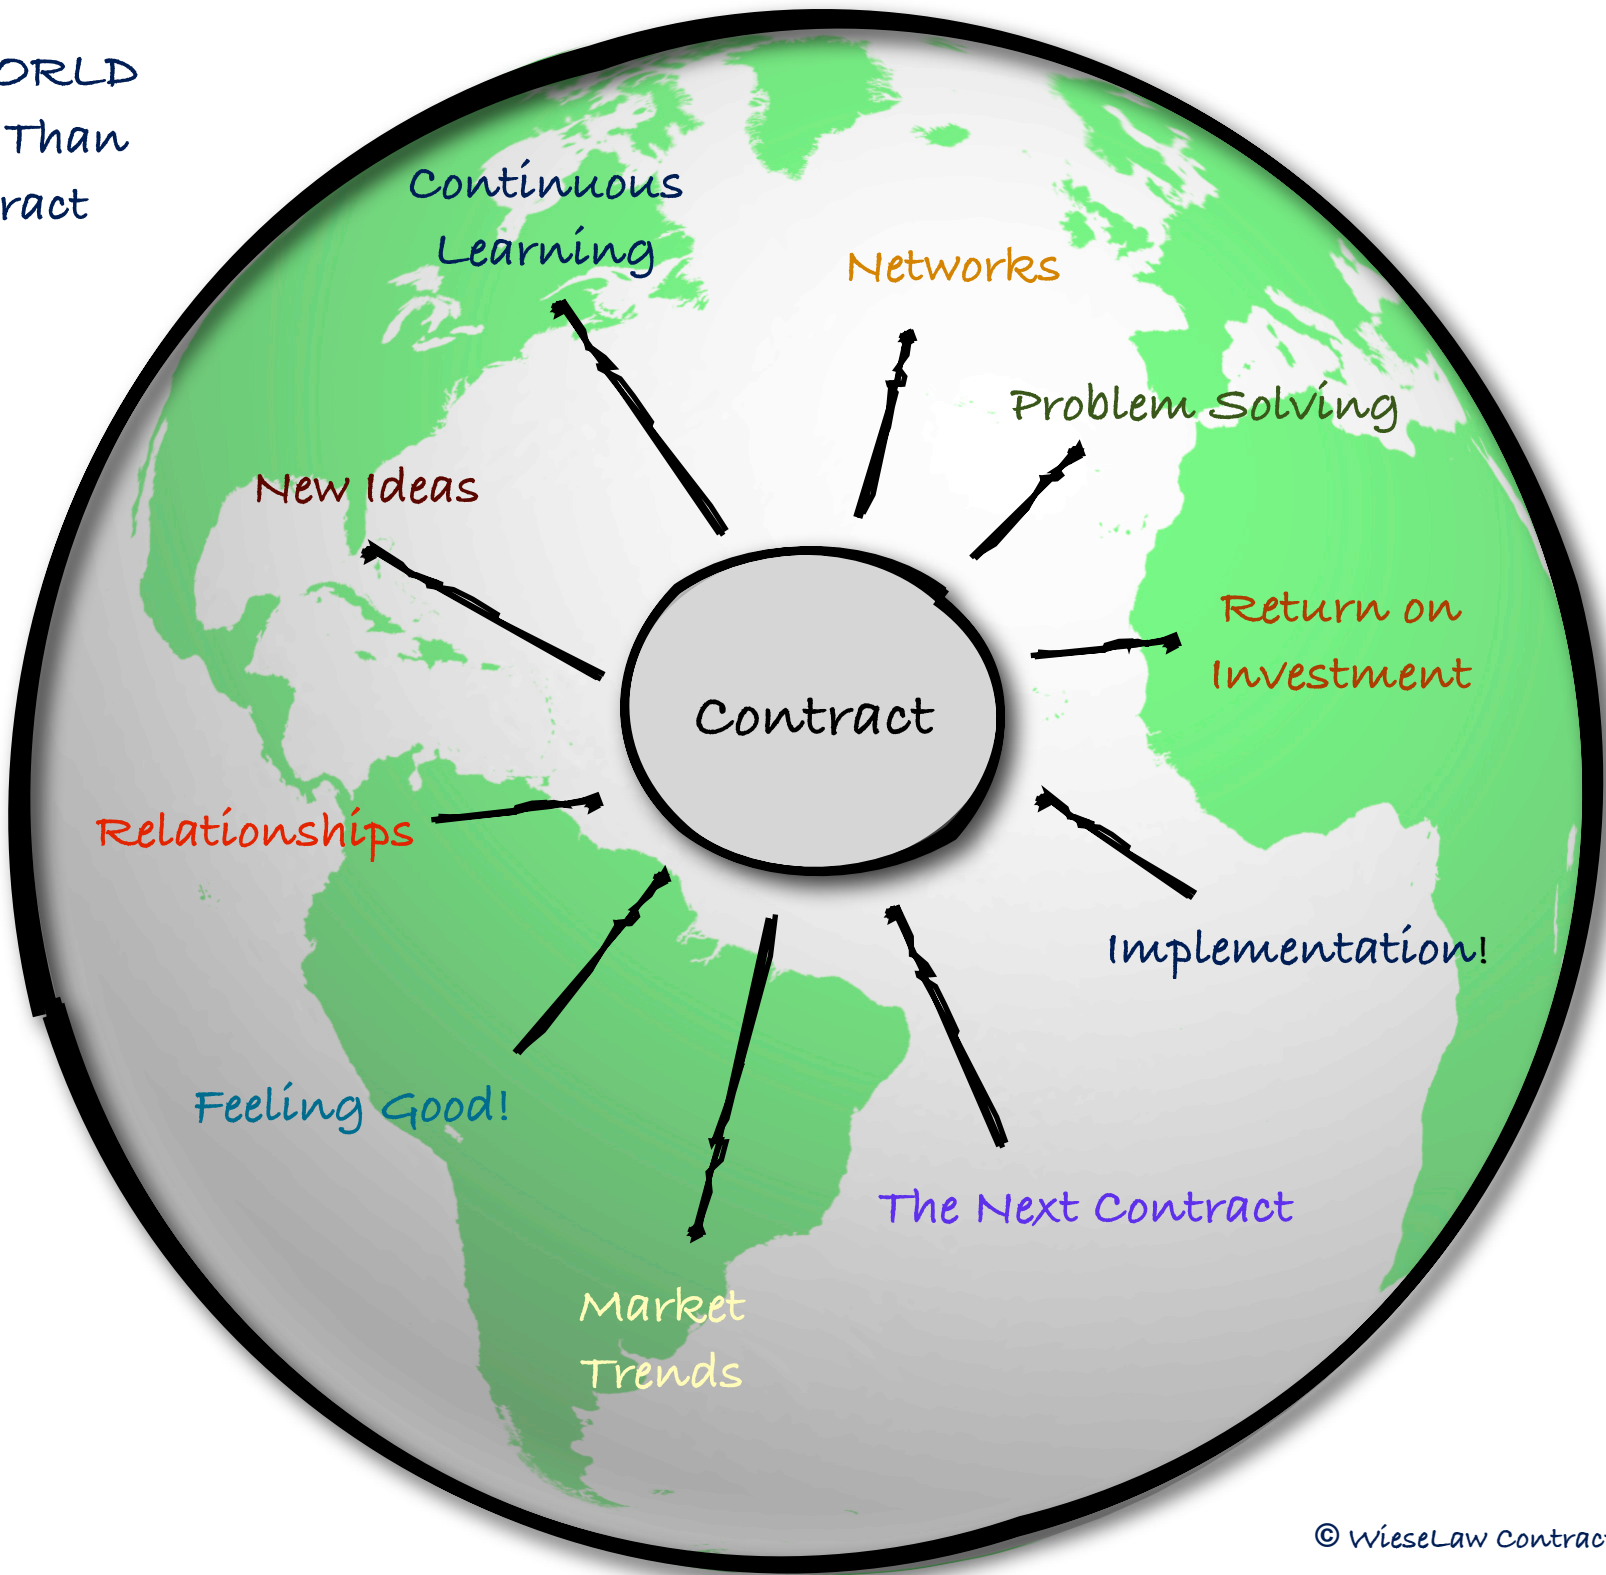 ORLD
Than
ract
Continuous
Learning
Networks
Problem Solving
New Ideas
Return on
Investment
Contract
Relationships
Implementation!
Feeling Good!
The Next Contract
Market
Trends
© WieseLaw Contrac